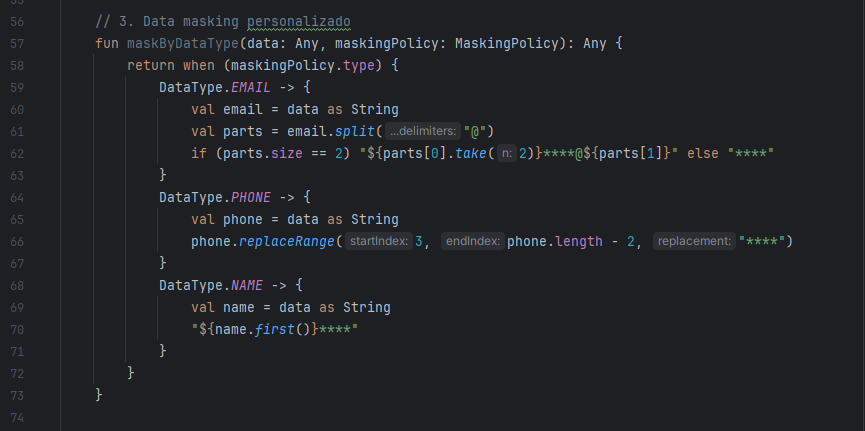 55
56 // 3. Data masking personalizado
57 fun maskByDataType(data: Any, maskingPolicy: MaskingPolicy): Any {
58 return when (maskingPolicy.type) {
59 DataType.EMAIL -> {
60 val email = data as String
61 val parts = email.split( ...delimiters: "@")
62 if (parts.size == 2) "${parts[0].take( n: 2)}****@${parts[1]}" else "****"
63 }
64 DataType.PHONE -> {
65 val phone = data as String
66 phone.replaceRange( startIndex: 3, endIndex: phone.length - 2, replacement: "****")
67 }
68 DataType.NAME -> {
69 val name = data as String
70 "${name.first()}****"
71 }
72 }
73 }
74